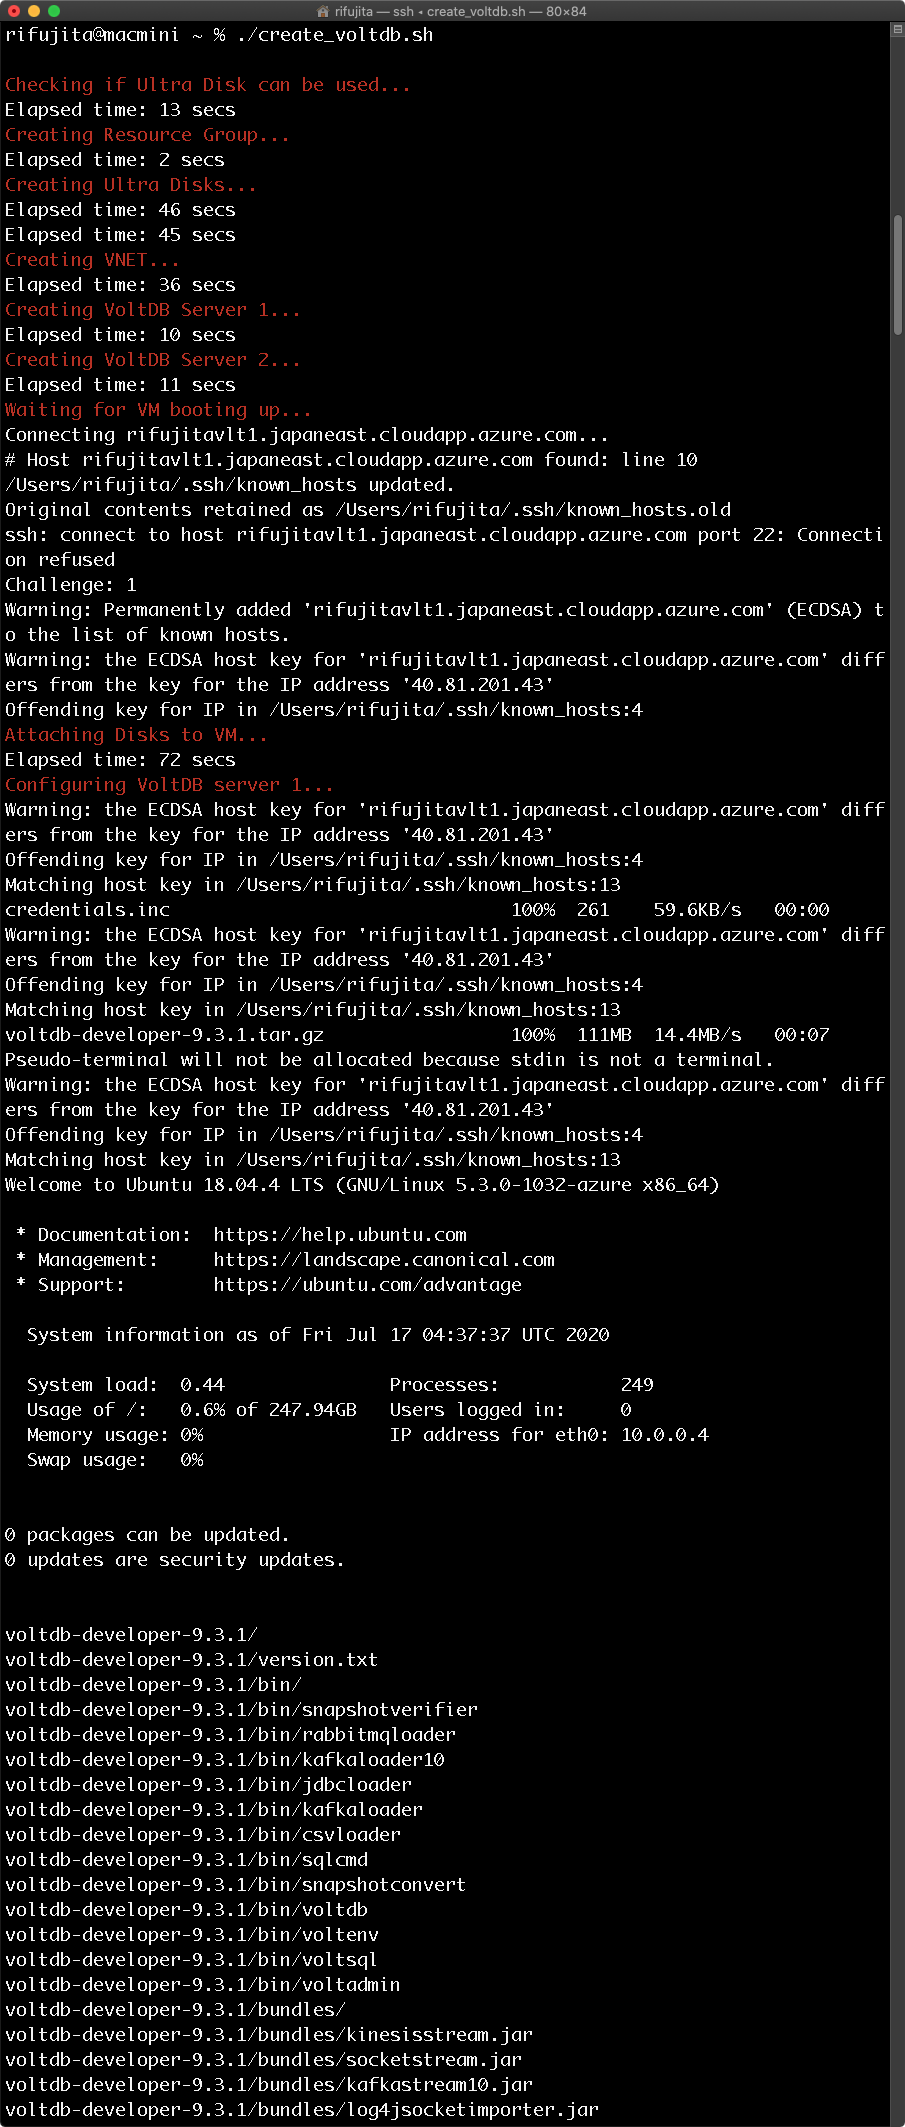 rifujita — ssh • create_voltdb.sh — 80×84
rifujita@macmini ~ % ./create_voltdb.sh
Checking if Ultra Disk can be used...
Elapsed time: 13 secs
Creating Resource Group...
Elapsed time: 2 secs
Creating Ultra Disks...
Elapsed time: 46 secs
Elapsed time: 45 secs
Creating VNET...
Elapsed time: 36 secs
Creating VoltDB Server 1...
Elapsed time: 10 secs
Creating VoltDB Server 2...
Elapsed time: 11 secs
Waiting for VM booting up...
Connecting rifujitavlt1.japaneast.cloudapp.azure.com...
# Host rifujitavlt1.japaneast.cloudapp.azure.com found: line 10
/Users/rifujita/.ssh/known_hosts updated.
Original contents retained as /Users/rifujita/.ssh/known_hosts.old
ssh: connect to host rifujitavlt1.japaneast.cloudapp.azure.com port 22: Connecti
on refused
Challenge: 1
Warning: Permanently added 'rifujitavlt1.japaneast.cloudapp.azure.com' (ECDSA) t
o the list of known hosts.
Warning: the ECDSA host key for 'rifujitavlt1.japaneast.cloudapp.azure.com' diff
ers from the key for the IP address '40.81.201.43'
Offending key for IP in /Users/rifujita/.ssh/known_hosts:4
Attaching Disks to VM...
Elapsed time: 72 secs
Configuring VoltDB server 1...
Warning: the ECDSA host key for 'rifujitavlt1.japaneast.cloudapp.azure.com' diff
ers from the key for the IP address '40.81.201.43'
Offending key for IP in /Users/rifujita/.ssh/known_hosts:4
Matching host key in /Users/rifujita/.ssh/known_hosts:13
credentials.inc 100% 261 59.6KB/s 00:00
Warning: the ECDSA host key for 'rifujitavlt1.japaneast.cloudapp.azure.com' diff
ers from the key for the IP address '40.81.201.43'
Offending key for IP in /Users/rifujita/.ssh/known_hosts:4
Matching host key in /Users/rifujita/.ssh/known_hosts:13
voltdb-developer-9.3.1.tar.gz 100% 111MB 14.4MB/s 00:07
Pseudo-terminal will not be allocated because stdin is not a terminal.
Warning: the ECDSA host key for 'rifujitavlt1.japaneast.cloudapp.azure.com' diff
ers from the key for the IP address '40.81.201.43'
Offending key for IP in /Users/rifujita/.ssh/known_hosts:4
Matching host key in /Users/rifujita/.ssh/known_hosts:13
Welcome to Ubuntu 18.04.4 LTS (GNU/Linux 5.3.0-1032-azure x86_64)
* Documentation: https://help.ubuntu.com
* Management: https://landscape.canonical.com
* Support: https://ubuntu.com/advantage
System information as of Fri Jul 17 04:37:37 UTC 2020
System load: 0.44 Processes: 249
Usage of /: 0.6% of 247.94GB Users logged in: 0
Memory usage: 0% IP address for eth0: 10.0.0.4
Swap usage: 0%
0 packages can be updated.
0 updates are security updates.
voltdb-developer-9.3.1/
voltdb-developer-9.3.1/version.txt
voltdb-developer-9.3.1/bin/
voltdb-developer-9.3.1/bin/snapshotverifier
voltdb-developer-9.3.1/bin/rabbitmqloader
voltdb-developer-9.3.1/bin/kafkaloader10
voltdb-developer-9.3.1/bin/jdbcloader
voltdb-developer-9.3.1/bin/kafkaloader
voltdb-developer-9.3.1/bin/csvloader
voltdb-developer-9.3.1/bin/sqlcmd
voltdb-developer-9.3.1/bin/snapshotconvert
voltdb-developer-9.3.1/bin/voltdb
voltdb-developer-9.3.1/bin/voltenv
voltdb-developer-9.3.1/bin/voltsql
voltdb-developer-9.3.1/bin/voltadmin
voltdb-developer-9.3.1/bundles/
voltdb-developer-9.3.1/bundles/kinesisstream.jar
voltdb-developer-9.3.1/bundles/socketstream.jar
voltdb-developer-9.3.1/bundles/kafkastream10.jar
voltdb-developer-9.3.1/bundles/log4jsocketimporter.jar